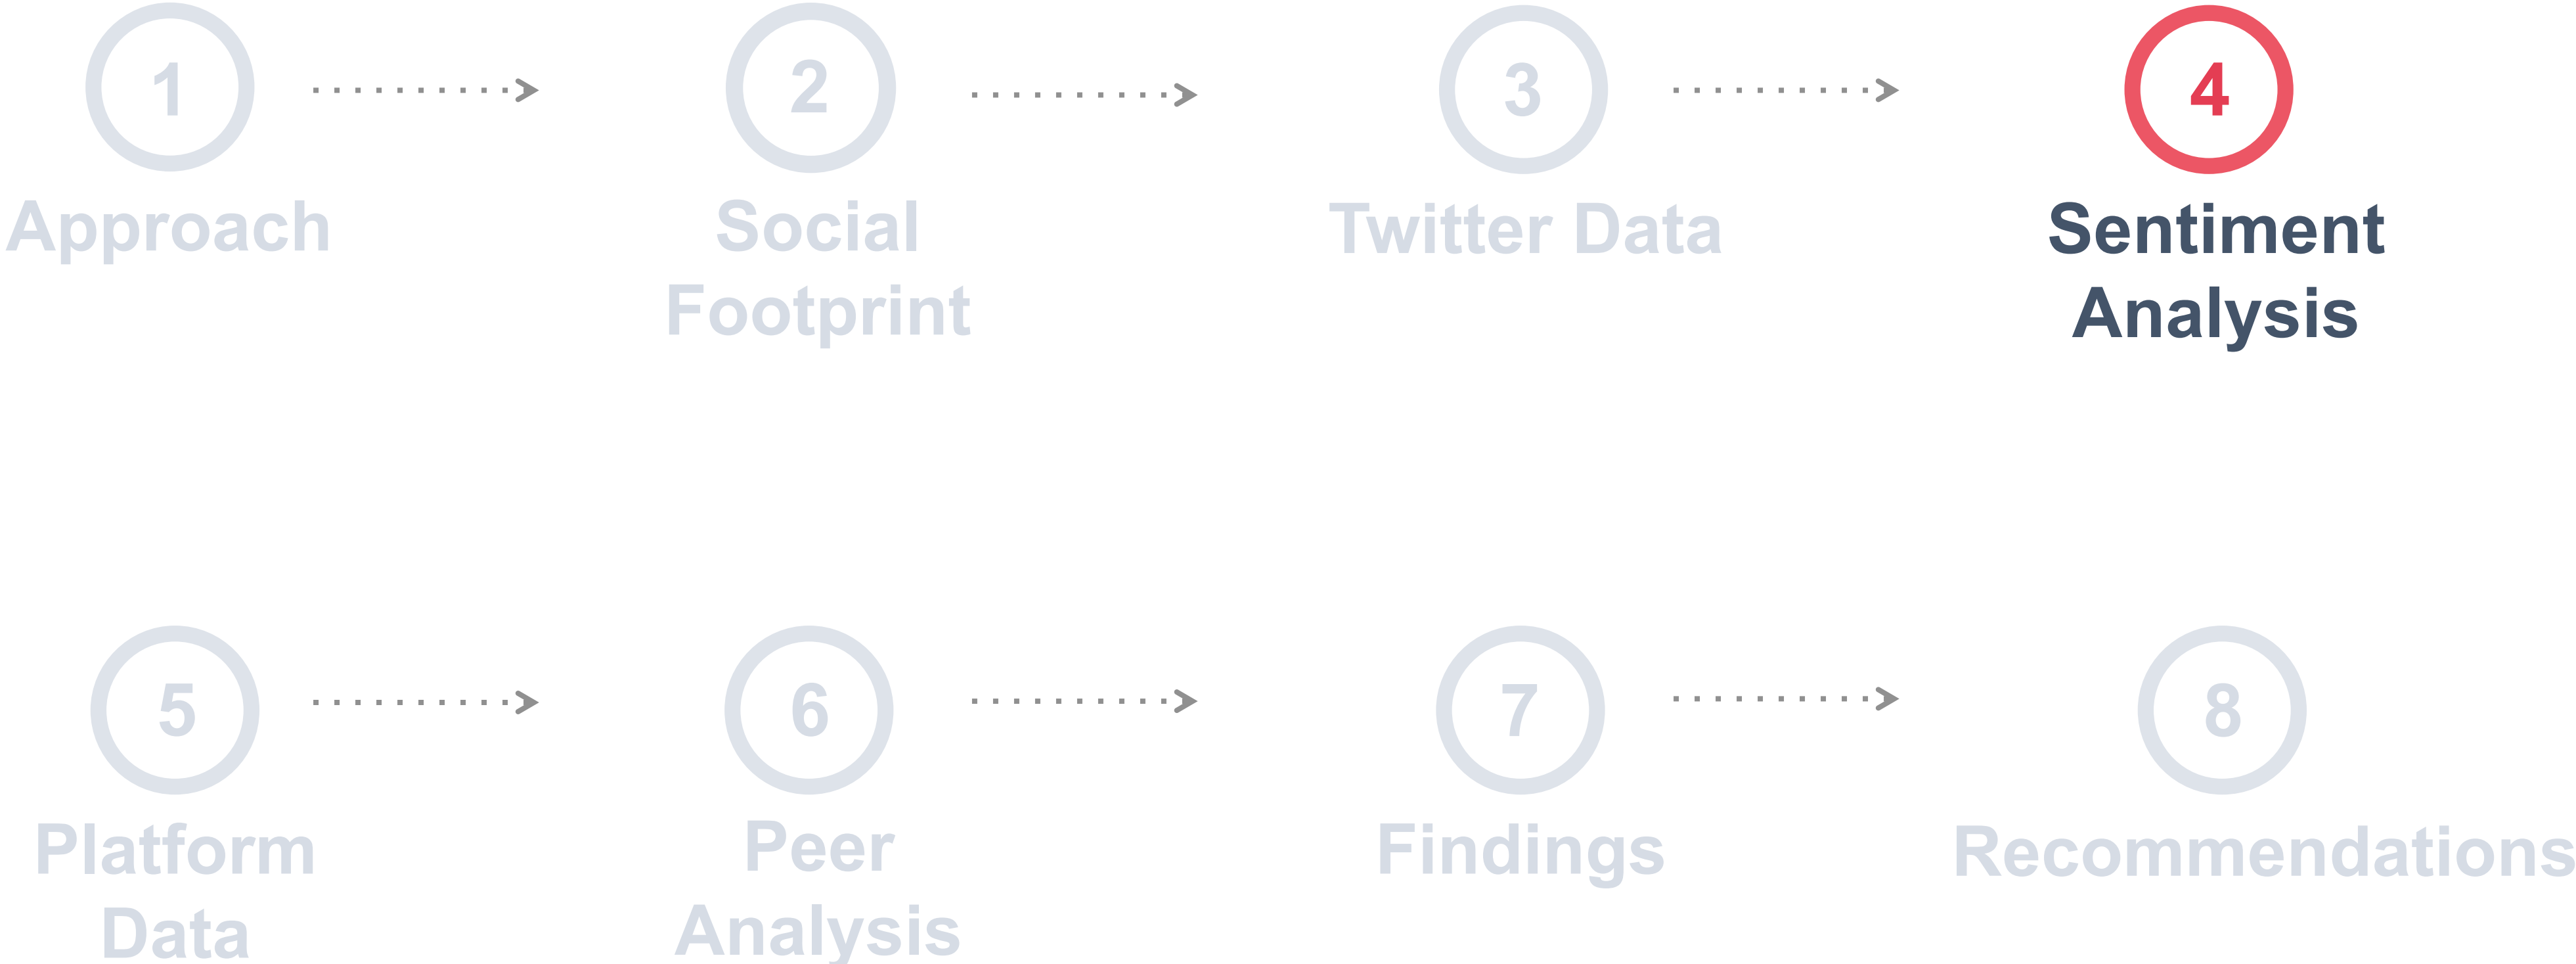 1
2
3
4
Approach
Social
Footprint
Twitter Data
Sentiment
Analysis
5
6
7
8
Platform
Data
Peer
Analysis
Findings
Recommendations